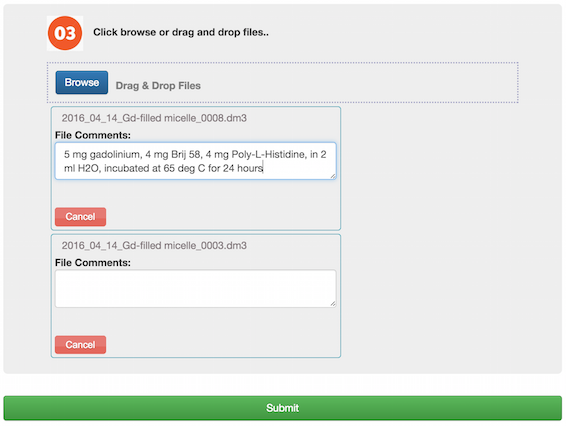 03 Click browse or drag and drop files..
Browse Drag & Drop Files
2016_04_14_Gd-filled micelle_0008.dm3
File Comments:
5 mg gadolinium, 4 mg Brij 58, 4 mg Poly-L-Histidine, in 2
ml H2O, incubated at 65 deg C for 24 hours
Cancel
2016_04_14_Gd-filled micelle_0003.dm3
File Comments:
Cancel
Submit